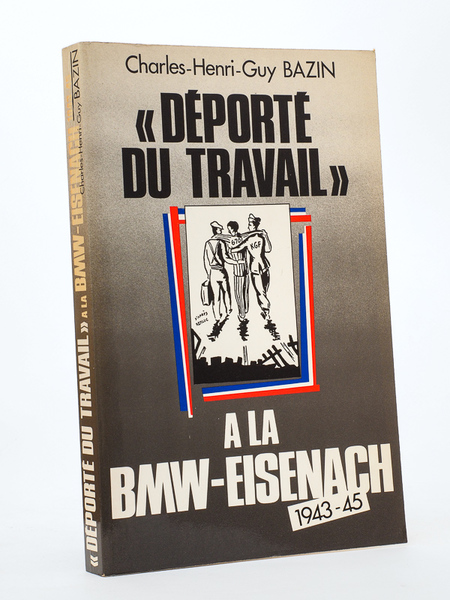 Charles-Henri-Guy BAZIN
« DÉPORTÉ
DU TRAVAIL »
KGF
A LA
BMW-EISENACH
1943-45
« DÉPORTÉ DU TRAVAIL » A LA BMW-EISENACH
Charles-Henri-Guy BAZIN